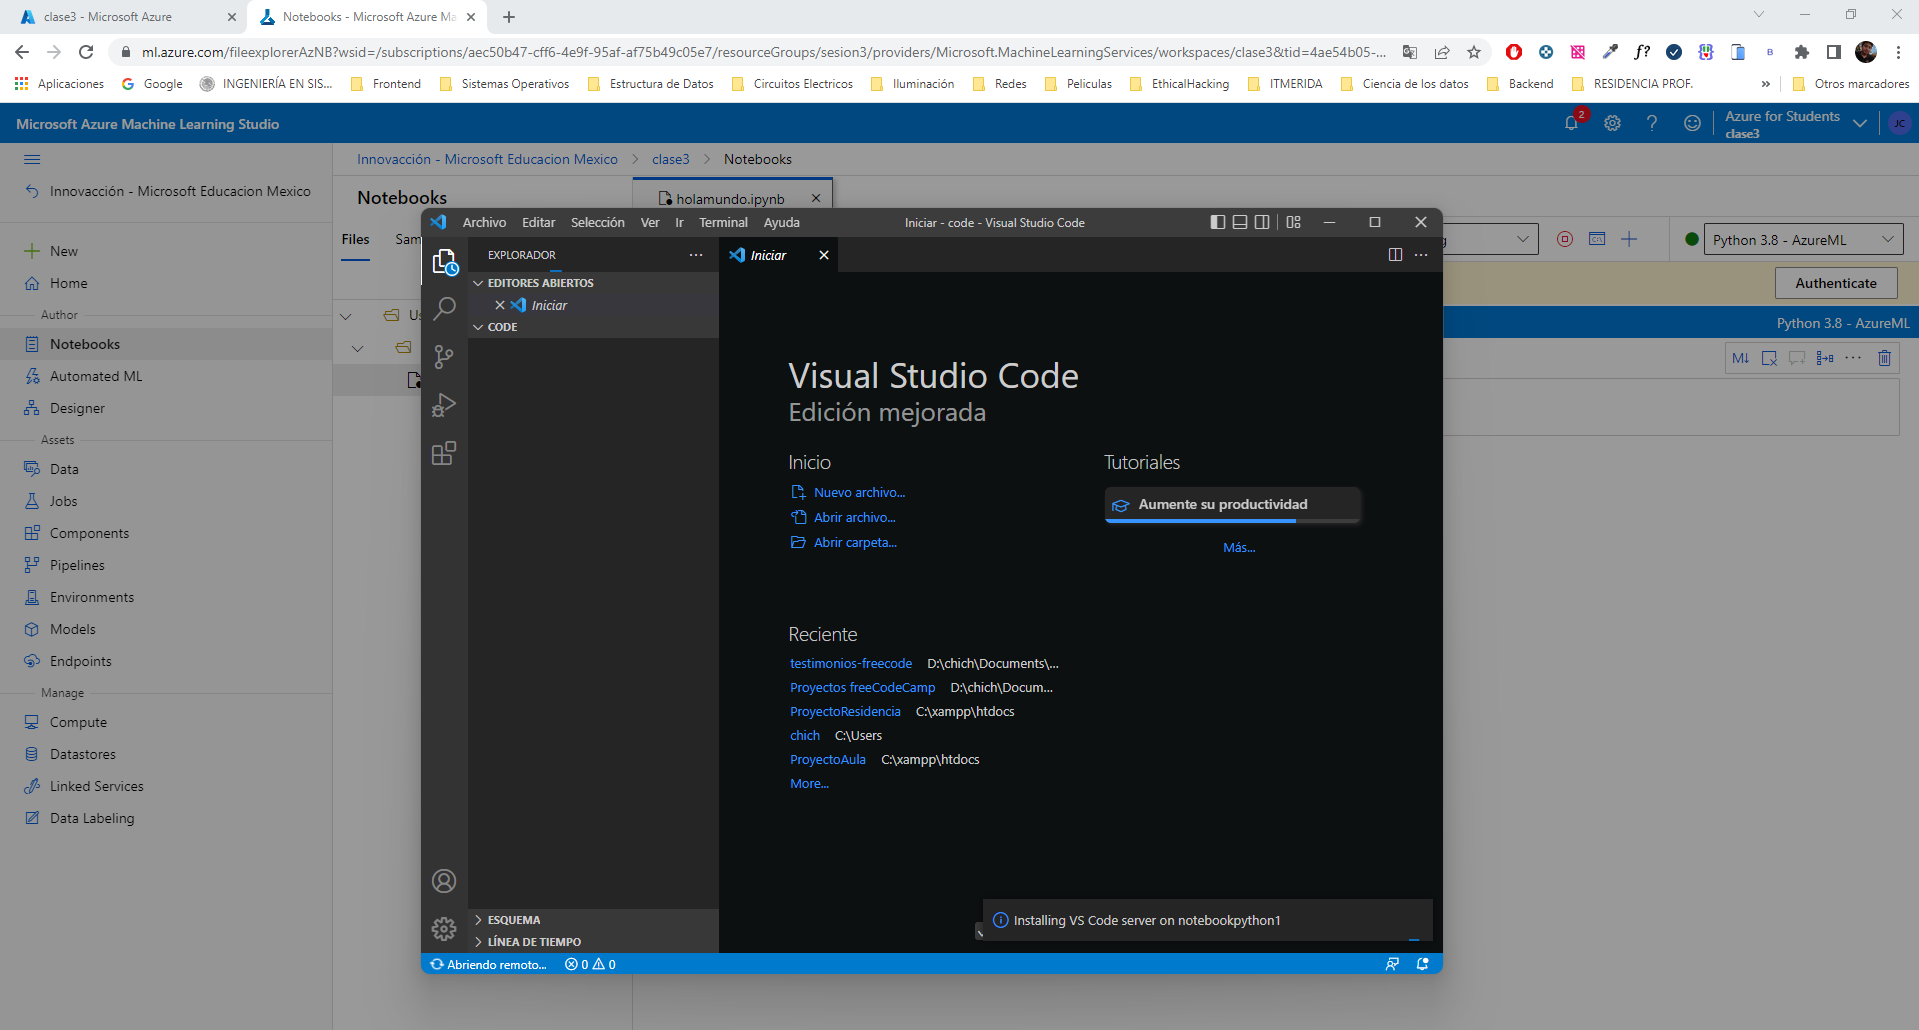 clase3 - Microsoft Azure
Notebooks - Microsoft Azure Ma
ml.azure.com/fileexplorerAzNB?wsid=/subscriptions/aec50b47-cff6-4e9f-95af-af75b49c05e7/resourceGroups/sesion3/providers/Microsoft.MachineLearningServices/workspaces/clase3&tid=4ae54b05-...
f?
B
Aplicaciones
Google
INGENIERÍA EN SIS...
Frontend
Sistemas Operativos
Estructura de Datos
Circuitos Electricos
Iluminación
Redes
Peliculas
EthicalHacking
ITMERIDA
Ciencia de los datos
Backend
RESIDENCIA PROF.
»
Otros marcadores
Microsoft Azure Machine Learning Studio
2
Azure for Students
clase3
JC
Innovacción - Microsoft Educacion Mexico > clase3 > Notebooks
Innovacción - Microsoft Educacion Mexico
New
Home
Author
Notebooks
Automated ML
Designer
Assets
Data
Jobs
Components
Pipelines
Environments
Models
Endpoints
Manage
Compute
Datastores
Linked Services
Data Labeling
Notebooks
Files
Sam
Us
holamundo.ipynb
g
Python 3.8 - AzureML
Authenticate
Python 3.8 - AzureML
M↓
Archivo Editar Selección Ver Ir Terminal Ayuda
Iniciar - code - Visual Studio Code
EXPLORADOR
EDITORES ABIERTOS
Iniciar
CODE
ESQUEMA
LÍNEA DE TIEMPO
Iniciar
Visual Studio Code
Edición mejorada
Inicio
Nuevo archivo...
Abrir archivo...
Abrir carpeta...
Tutoriales
Aumente su productividad
Más...
Reciente
testimonios-freecode D:\chich\Documents\...
Proyectos freeCodeCamp D:\chich\Docum...
ProyectoResidencia C:\xampp\htdocs
chich C:\Users
ProyectoAula C:\xampp\htdocs
More...
Installing VS Code server on notebookpython1
Abriendo remoto...
0 0